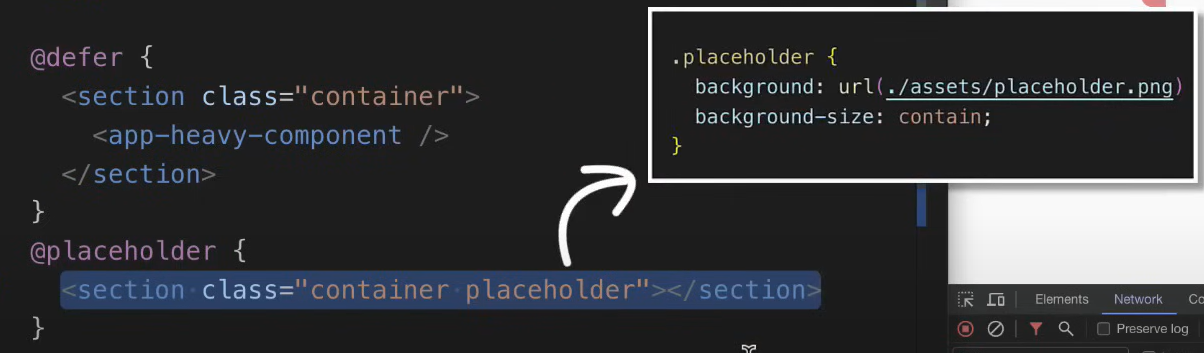 @defer {
<section class="container">
<app-heavy-component />
</section>
}
@placeholder {
<section class="container placeholder"></section>
}
.placeholder {
background: url(./assets/placeholder.png)
background-size: contain;
}
Elements Network
Preserve log